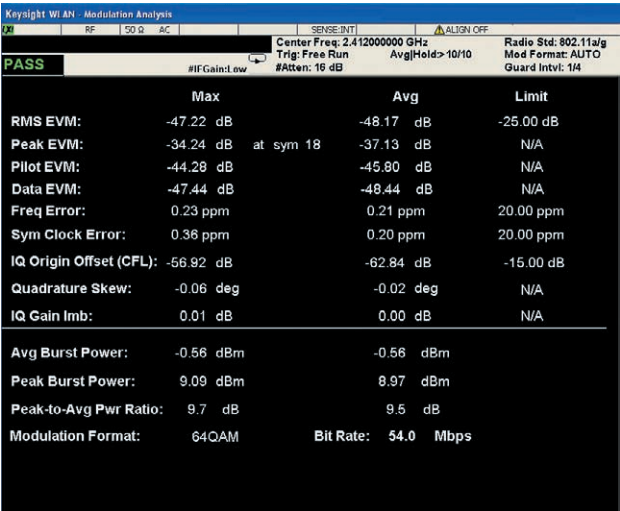 Keysight WLAN - Modulation Analysis
RF 50 Ω AC SENSE:INT ALIGN OFF
Center Freq: 2.412000000 GHz Radio Std: 802.11a/g
Trig: Free Run Avg|Hold:> 10/10 Mod Format: AUTO
PASS #IFGain:Low #Atten: 16 dB Guard Intvl: 1/4
Max Avg Limit
RMS EVM: -47.22 dB -48.17 dB -25.00 dB
Peak EVM: -34.24 dB at sym 18 -37.13 dB N/A
Pilot EVM: -44.28 dB -45.80 dB N/A
Data EVM: -47.44 dB -48.44 dB N/A
Freq Error: 0.23 ppm 0.21 ppm 20.00 ppm
Sym Clock Error: 0.36 ppm 0.20 ppm 20.00 ppm
IQ Origin Offset (CFL): -56.92 dB -62.84 dB -15.00 dB
Quadrature Skew: -0.06 deg -0.02 deg N/A
IQ Gain Imb: 0.01 dB 0.00 dB N/A
Avg Burst Power: -0.56 dBm -0.56 dBm
Peak Burst Power: 9.09 dBm 8.97 dBm
Peak-to-Avg Pwr Ratio: 9.7 dB 9.5 dB
Modulation Format: 64QAM Bit Rate: 54.0 Mbps